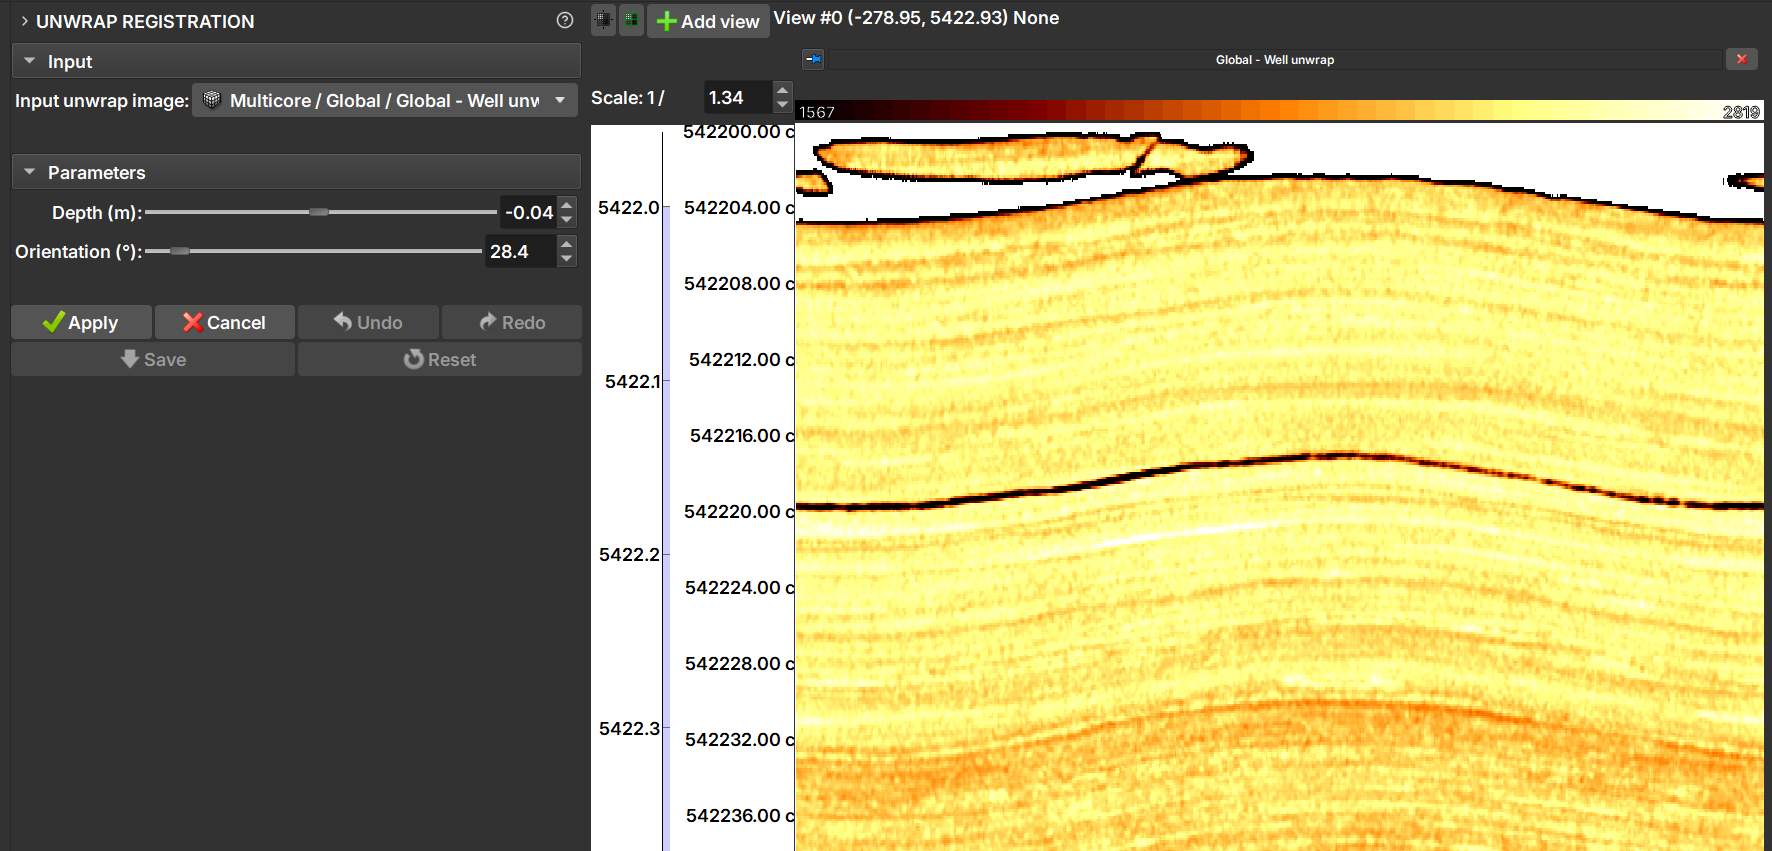 UNWRAP REGISTRATION
Add view
View #0 (-278.95, 5422.93) None
Input
Global - Well unwrap
Input unwrap image:
Multicore / Global / Global - Well unw
Scale: 1/
1.34
1567
2819
Parameters
Depth (m):
-0.04
Orientation (°):
28.4
Apply
Cancel
Undo
Redo
Save
Reset
5422.0
5422.1
5422.2
5422.3
542200.00 c
542204.00 c
542208.00 c
542212.00 c
542216.00 c
542220.00 c
542224.00 c
542228.00 c
542232.00 c
542236.00 c